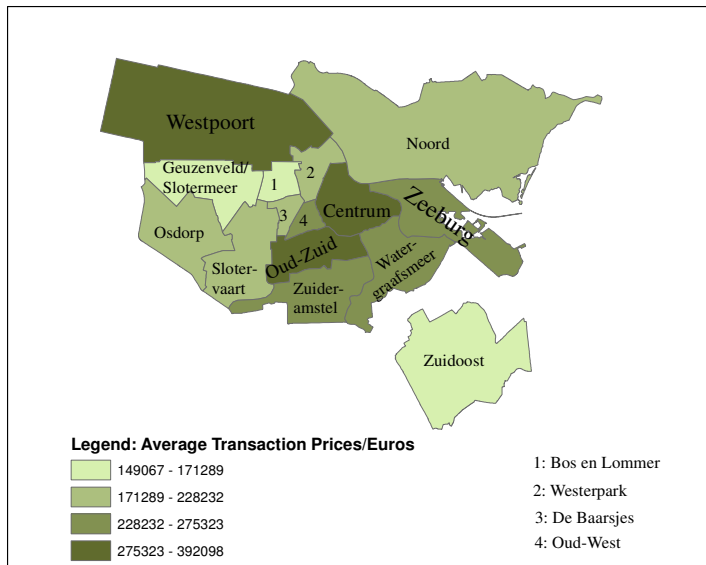 Westpoort
Noord
Geuzenveld/
Slotermeer
1
2
Zeeburg
3
4
Centrum
Osdorp
Oud-Zuid
Water-
graafsmeer
Sloter-
vaart
Zuider-
amstel
Zuidoost
Legend: Average Transaction Prices/Euros
149067 - 171289
171289 - 228232
228232 - 275323
275323 - 392098
1: Bos en Lommer
2: Westerpark
3: De Baarsjes
4: Oud-West